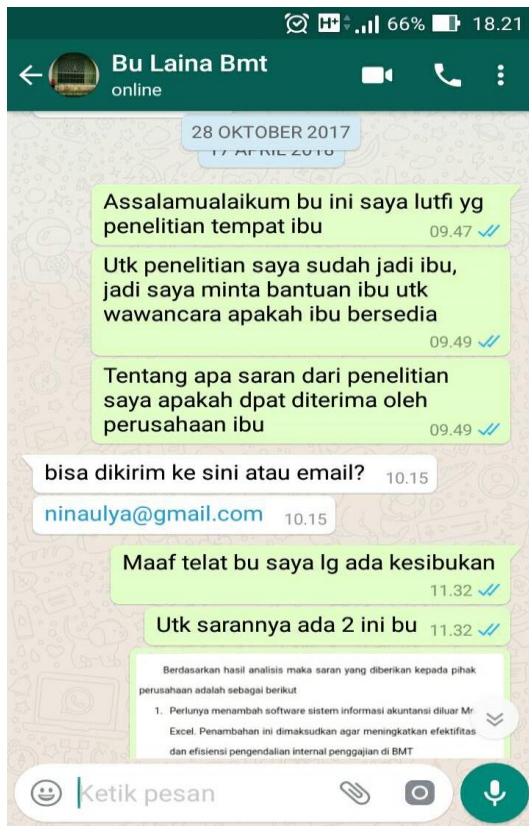 66% 18.21
Bu Laina Bmt
online
28 OKTOBER 2017
17 APRIL 2018
Assalamualaikum bu ini saya lutfi yg
penelitian tempat ibu
09.47
Utk penelitian saya sudah jadi ibu,
jadi saya minta bantuan ibu utk
wawancara apakah ibu bersedia
09.49
Tentang apa saran dari penelitian
saya apakah dpat diterima oleh
perusahaan ibu
09.49
bisa dikirim ke sini atau email? 10.15
ninaulya@gmail.com 10.15
Maaf telat bu saya lg ada kesibukan
11.32
Utk sarannya ada 2 ini bu 11.32
Berdasarkan hasil analisis maka saran yang diberikan kepada pihak
perusahaan adalah sebagai berikut
1. Perlunya menambah software sistem informasi akuntansi diluar
Excel. Penambahan ini dimaksudkan agar meningkatkan efektifitas
dan efisiensi pengendalian internal penggajian di BMT
Ketik pesan